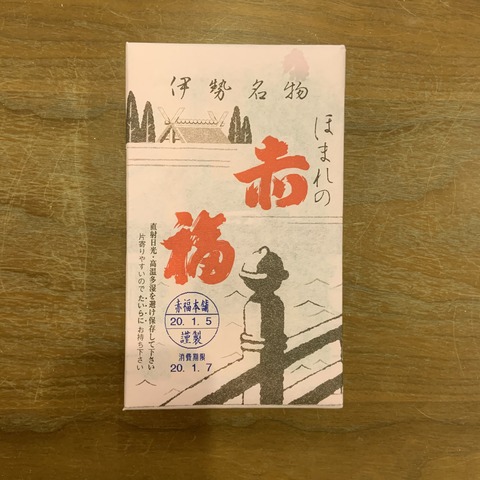 伊勢名物
ほまれの
赤福
直射日光・高温多湿を避け保存して下さい
片寄りやすいのでたいらにお持ち下さい
赤福本舗
20. 1. 5
謹製
消費期限
20. 1. 7